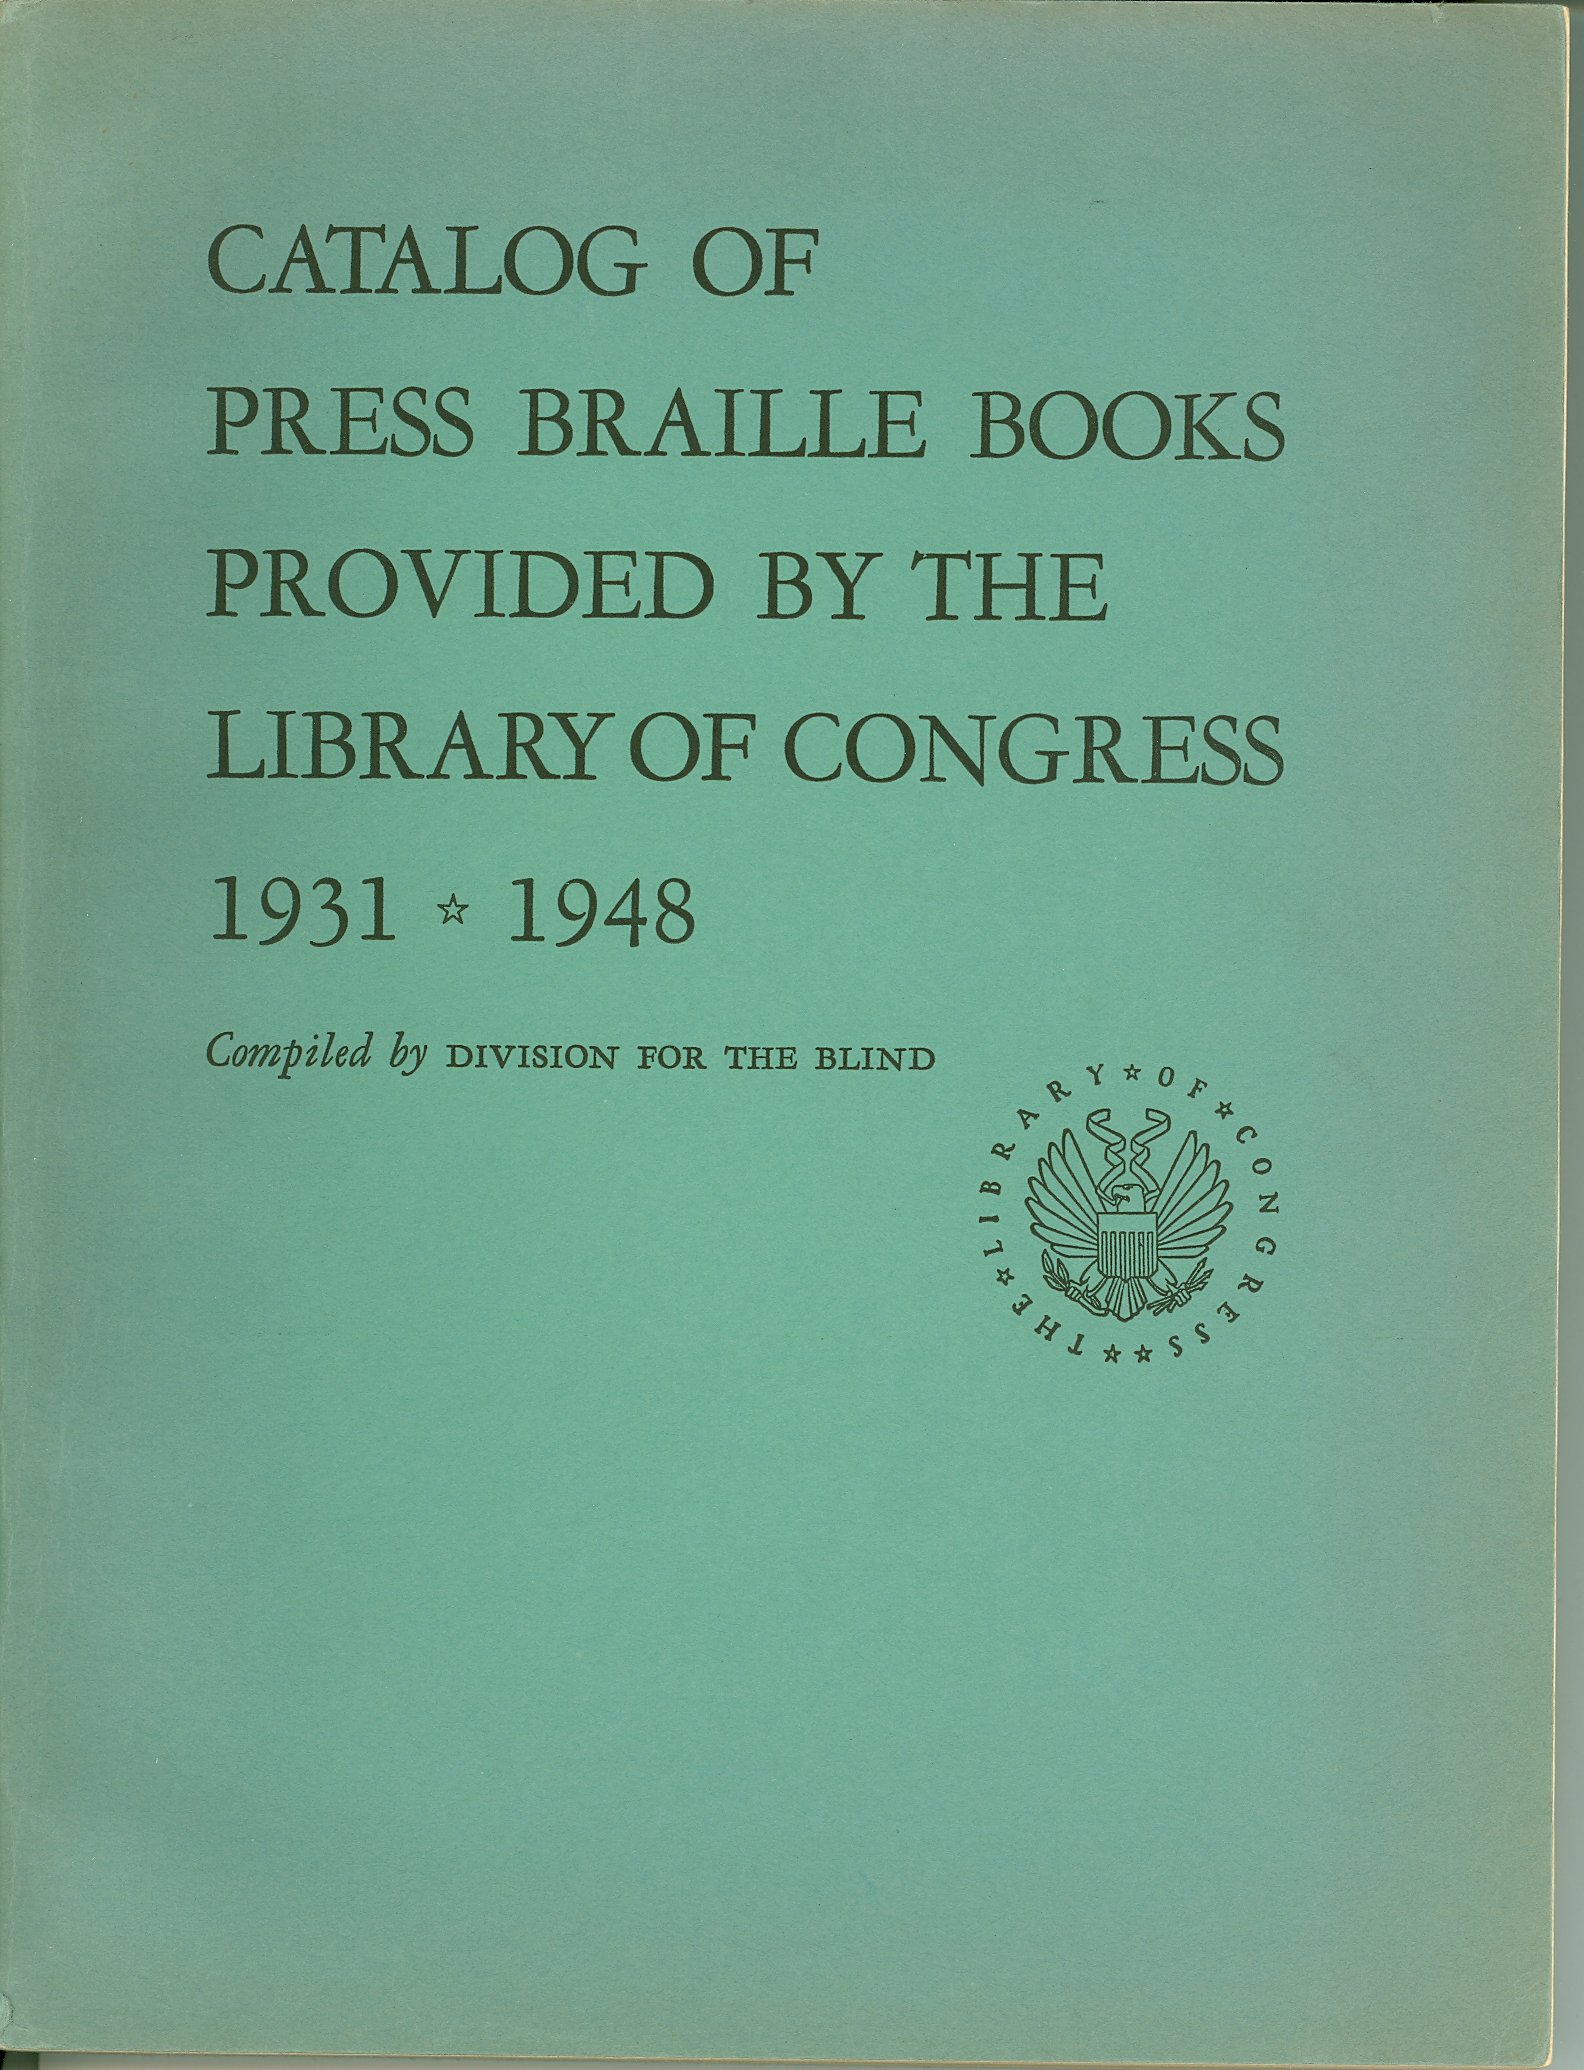 CATALOG OF
PRESS BRAILLE BOOKS
PROVIDED BY THE
LIBRARY OF CONGRESS
1931 ☆ 1948
Compiled by DIVISION FOR THE BLIND
THE ☆ LIBRARY ☆ OF ☆ CONGRESS ☆ ☆